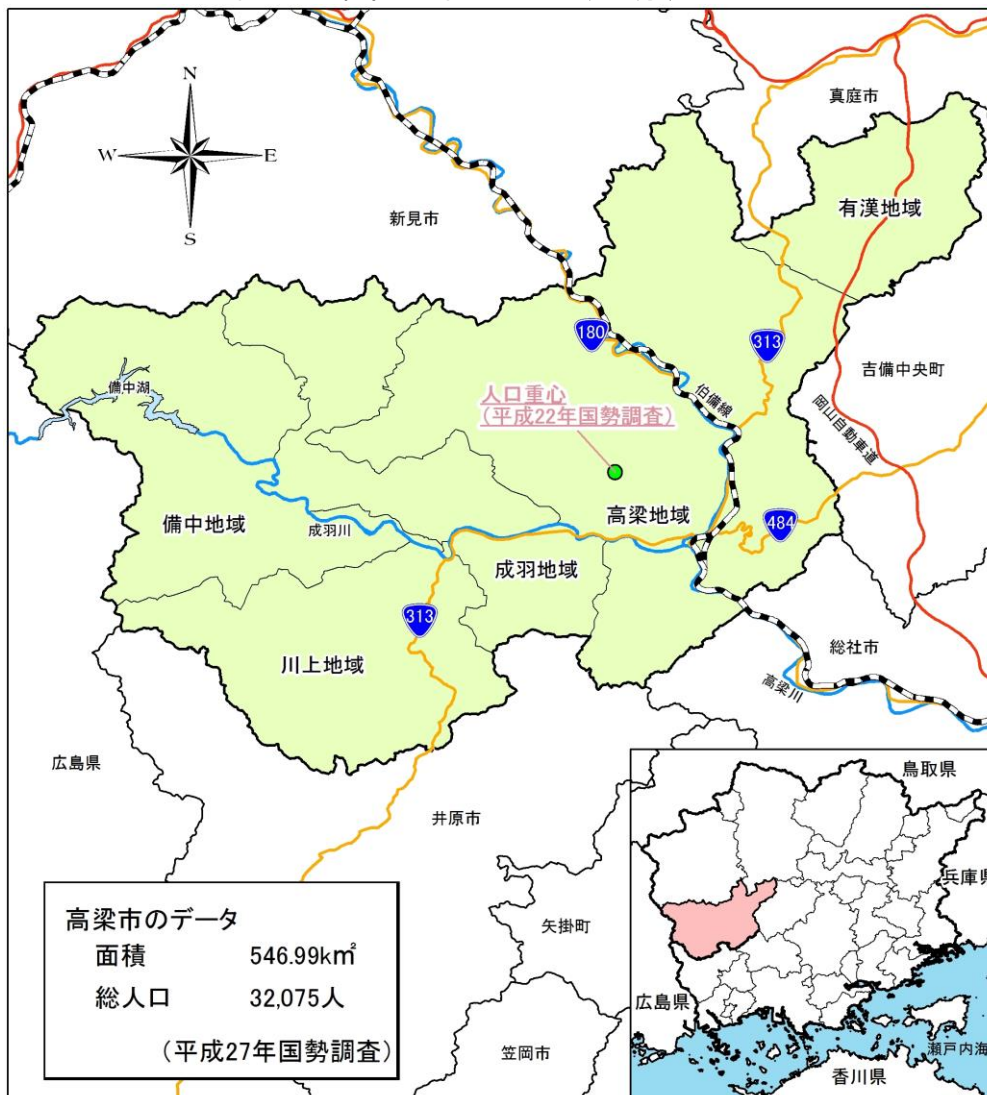 N
W
E
S
真庭市
新見市
有漢地域
180
313
吉備中央町
備中湖
人口重心
(平成22年国勢調査)
伯備線
岡山自動車道
備中地域
成羽川
高梁地域
484
成羽地域
313
川上地域
総社市
高梁川
広島県
井原市
矢掛町
笠岡市
高梁市のデータ
面積 546.99k㎡
総人口 32,075人
(平成27年国勢調査)
鳥取県
兵庫県
広島県
瀬戸内海
香川県